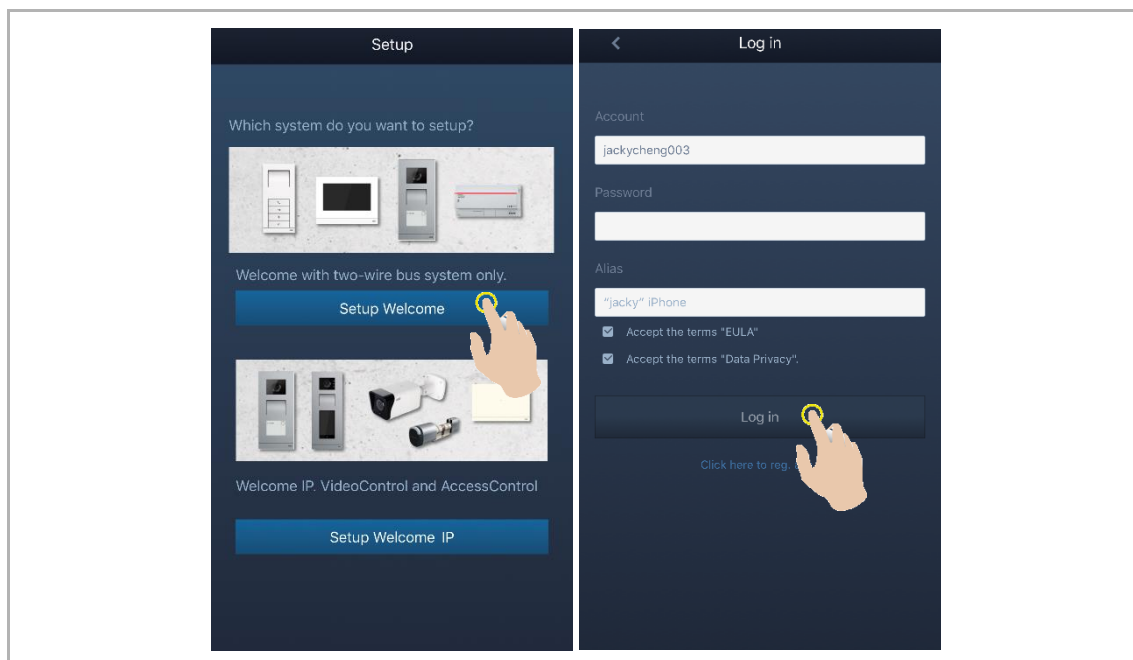 Setup
Which system do you want to setup?
Welcome with two-wire bus system only.
Setup Welcome
Welcome IP. VideoControl and AccessControl
Setup Welcome IP
Log in
Account
jackycheng003
Password
Alias
"jacky" iPhone
Accept the terms "EULA"
Accept the terms "Data Privacy".
Log in
Click here to reg.